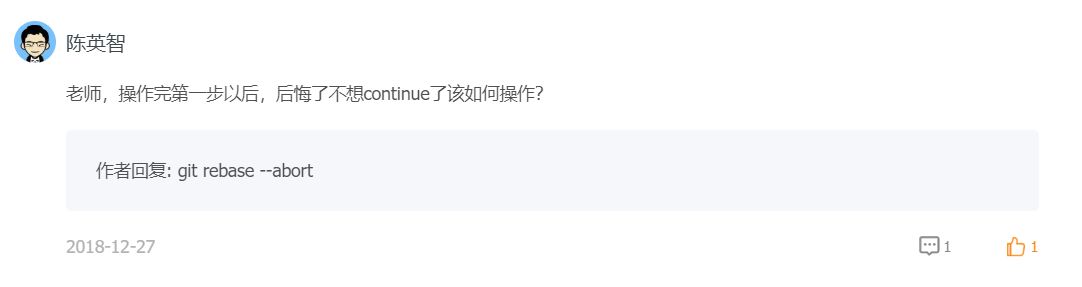 陈英智
老师，操作完第一步以后，后悔了不想continue了该如何操作？
作者回复: git rebase --abort
2018-12-27
1
1